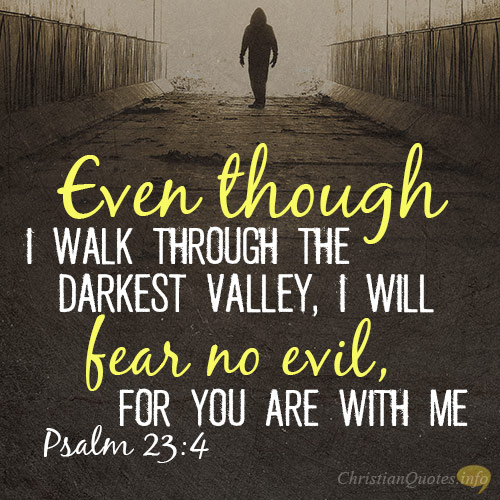 Even though
I WALK THROUGH THE
DARKEST VALLEY, I WILL
fear no evil,
FOR YOU ARE WITH ME
Psalm 23:4
ChristianQuotes.info